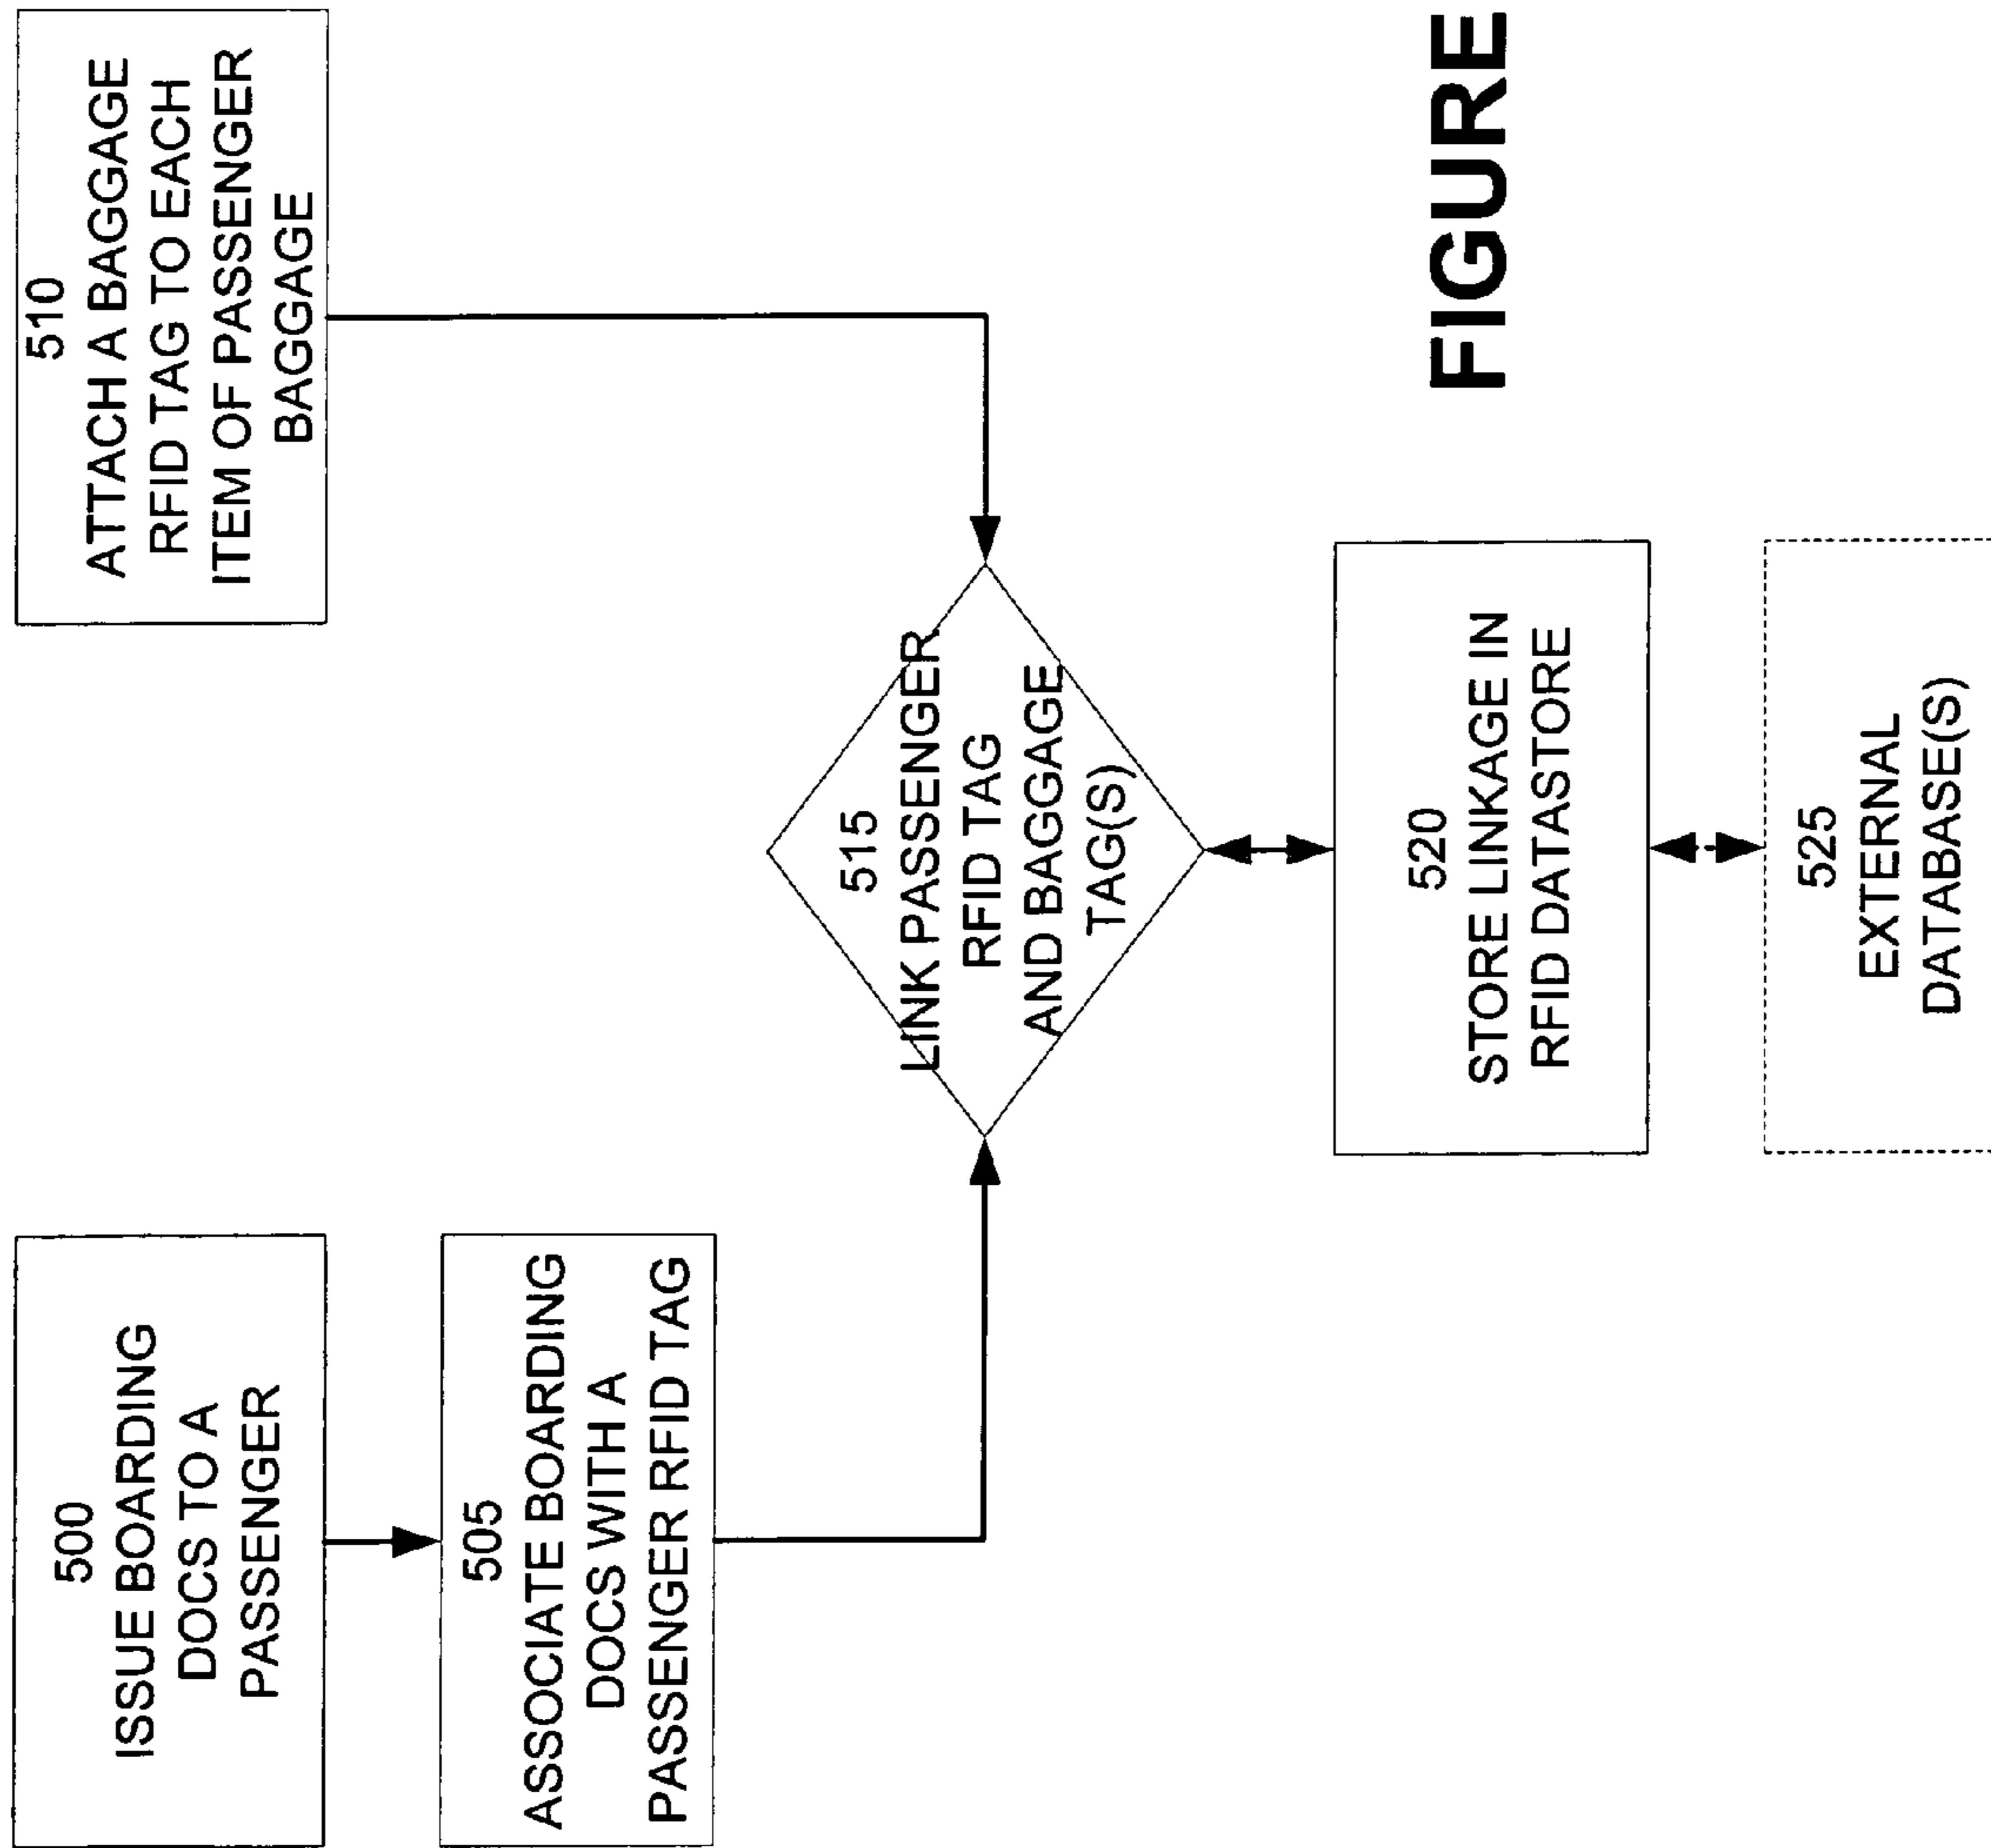 500
ISSUE BOARDING
DOCS TO A
PASSENGER
505
ASSOCIATE BOARDING
DOCS WITH A
PASSENGER RFID TAG
510
ATTACH A BAGGAGE
RFID TAG TO EACH
ITEM OF PASSENGER
BAGGAGE
515
LINK PASSENGER
RFID TAG
AND BAGGAGE
TAG(S)
520
STORE LINKAGE IN
RFID DATASTORE
525
EXTERNAL
DATABASE(S)
FIGURE